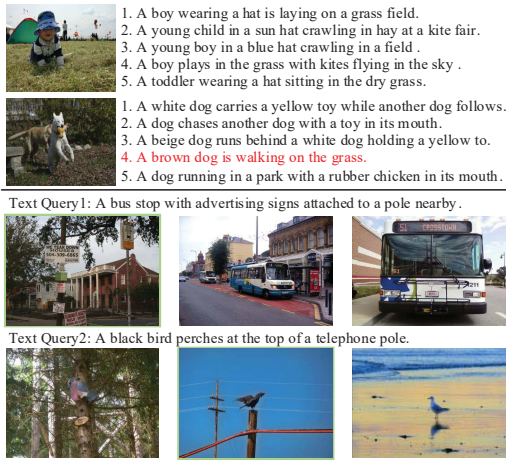 1. A boy wearing a hat is laying on a grass field.
2. A young child in a sun hat crawling in hay at a kite fair.
3. A young boy in a blue hat crawling in a field .
4. A boy plays in the grass with kites flying in the sky .
5. A toddler wearing a hat sitting in the dry grass.
1. A white dog carries a yellow toy while another dog follows.
2. A dog chases another dog with a toy in its mouth.
3. A beige dog runs behind a white dog holding a yellow to.
4. A brown dog is walking on the grass.
5. A dog running in a park with a rubber chicken in its mouth.
Text Query1: A bus stop with advertising signs attached to a pole nearby.
51 CROSSTOWN
1211
Text Query2: A black bird perches at the top of a telephone pole.